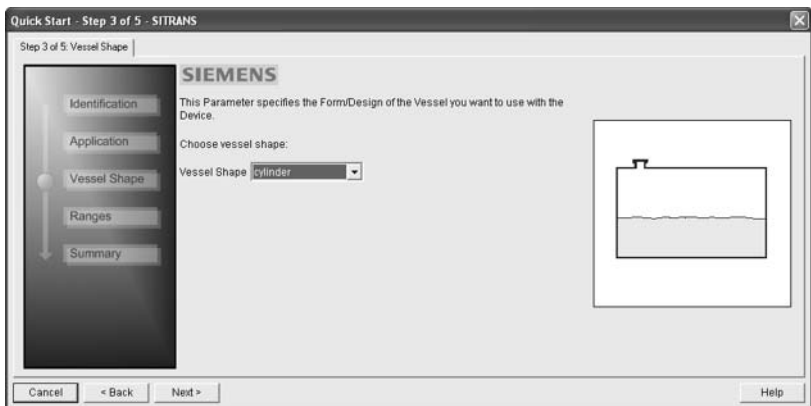 Quick Start - Step 3 of 5 - SITRANS
Step 3 of 5: Vessel Shape
SIEMENS
Identification
Application
Vessel Shape
Ranges
Summary
This Parameter specifies the Form/Design of the Vessel you want to use with the
Device.
Choose vessel shape:
Vessel Shape cylinder
Cancel < Back Next > Help